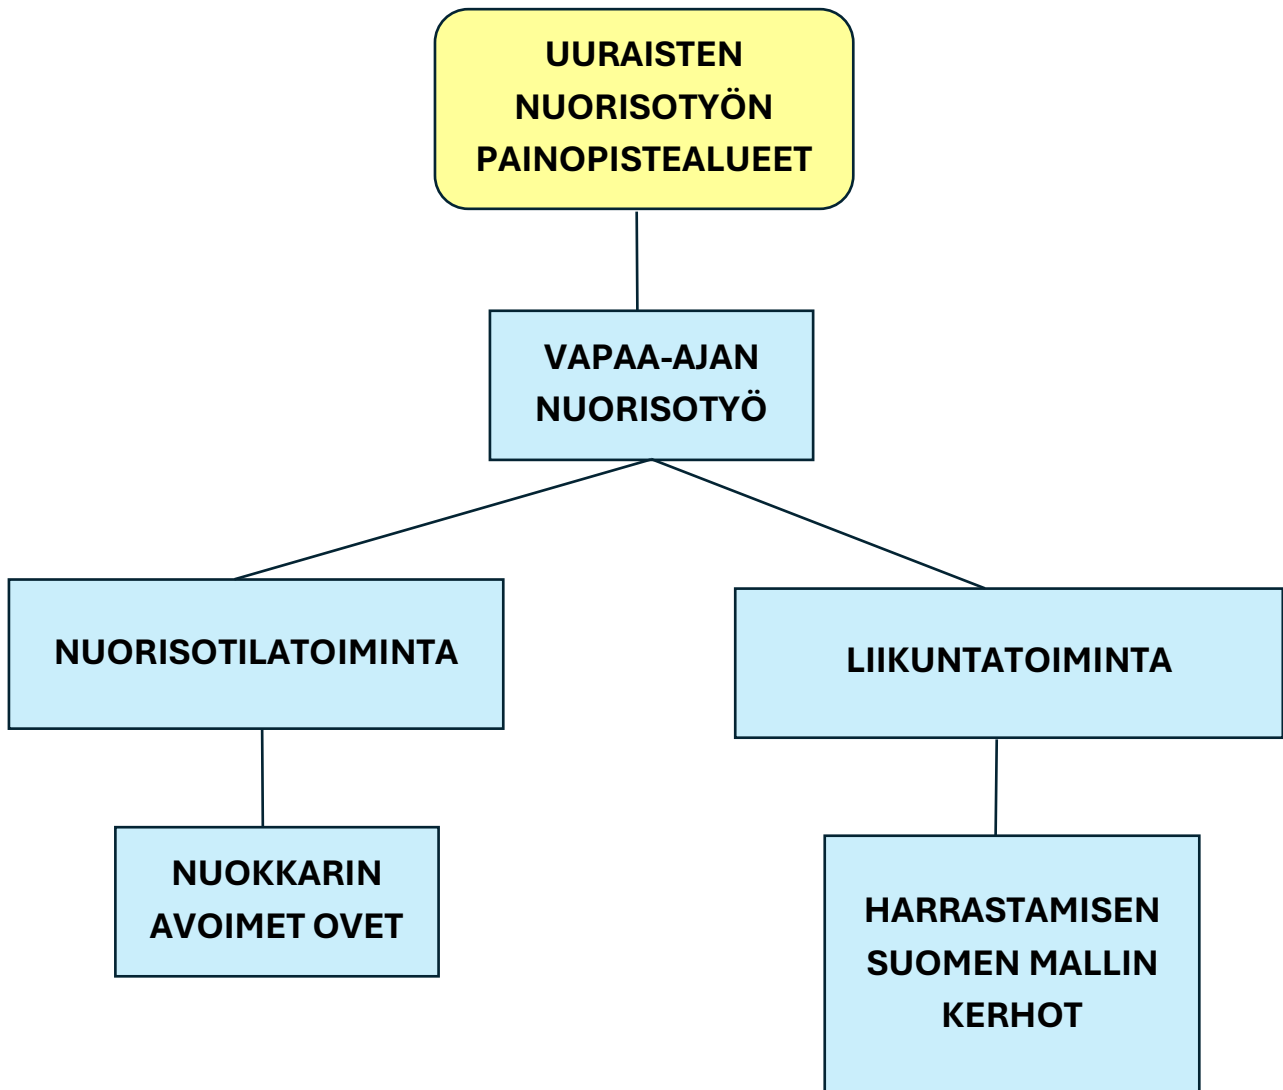 UURAISTEN
NUORISOTYÖN
PAINOPISTEALUEET
VAPAA-AJAN
NUORISOTYÖ
NUORISOTILATOIMINTA
LIIKUNTATOIMINTA
NUOKKARIN
AVOIMET OVET
HARRASTAMISEN
SUOMEN MALLIN
KERHOT